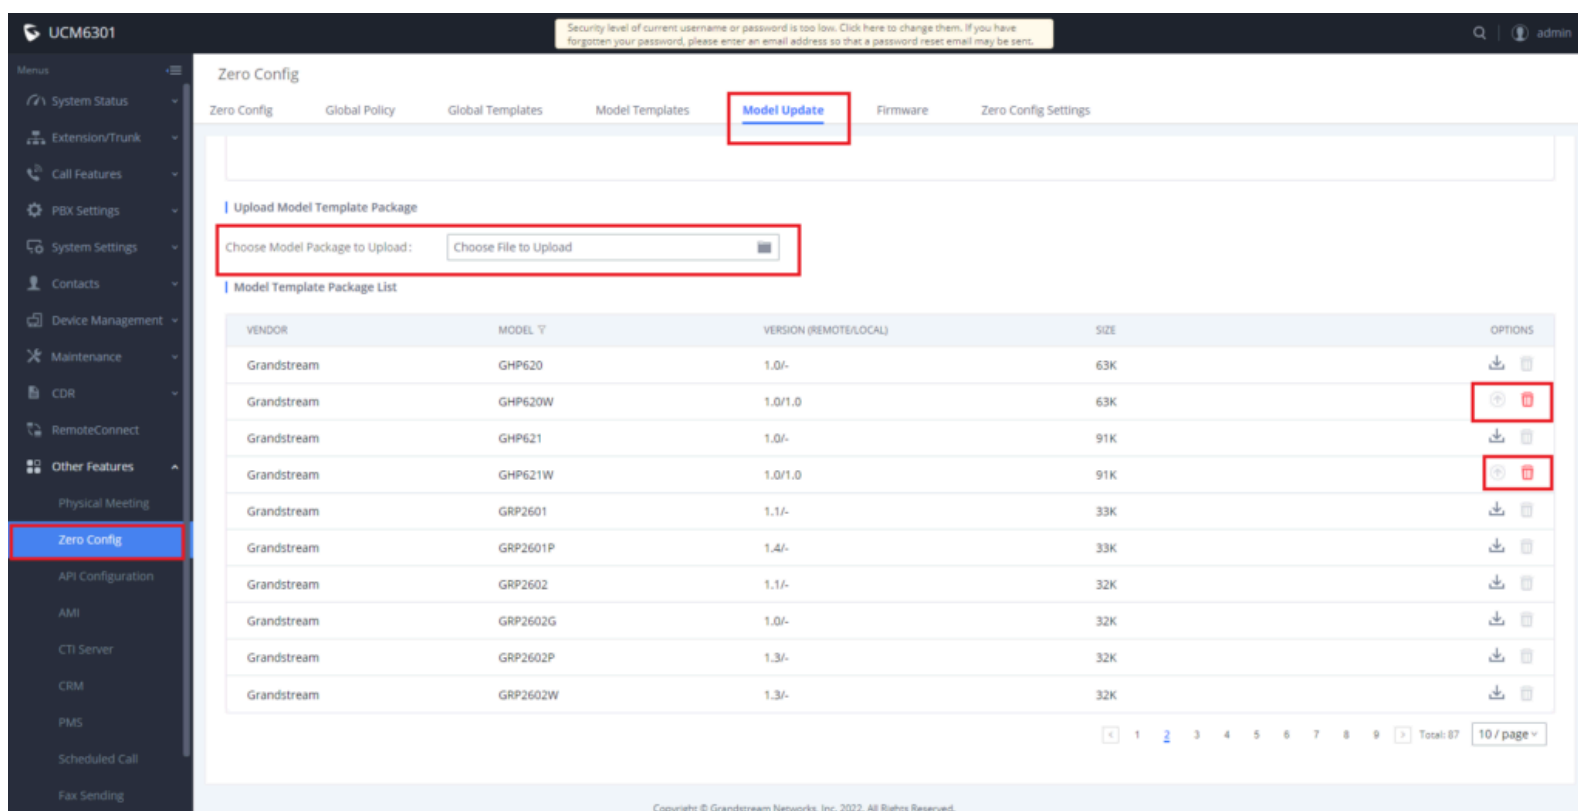 UCM6301
Security level of current username or password is too low. Click here to change them. If you have
forgotten your password, please enter an email address so that a password reset email may be sent.
admin
Menus
System Status
Extension/Trunk
Call Features
PBX Settings
System Settings
Contacts
Device Management
Maintenance
CDR
RemoteConnect
Other Features
Physical Meeting
Zero Config
API Configuration
AMI
CTI Server
CRM
PMS
Scheduled Call
Fax Sending
Zero Config
Zero Config Global Policy Global Templates Model Templates Model Update Firmware Zero Config Settings
Upload Model Template Package
Choose Model Package to Upload: Choose File to Upload
Model Template Package List
VENDOR MODEL VERSION (REMOTE/LOCAL) SIZE OPTIONS
Grandstream GHP620 1.0/- 63K
Grandstream GHP620W 1.0/1.0 63K
Grandstream GHP621 1.0/- 91K
Grandstream GHP621W 1.0/1.0 91K
Grandstream GRP2601 1.1/- 33K
Grandstream GRP2601P 1.4/- 33K
Grandstream GRP2602 1.1/- 32K
Grandstream GRP2602G 1.0/- 32K
Grandstream GRP2602P 1.3/- 32K
Grandstream GRP2602W 1.3/- 32K
< 1 2 3 4 5 6 7 8 9 > Total: 87 10 / page
Copyright © Grandstream Networks, Inc. 2022. All Rights Reserved.